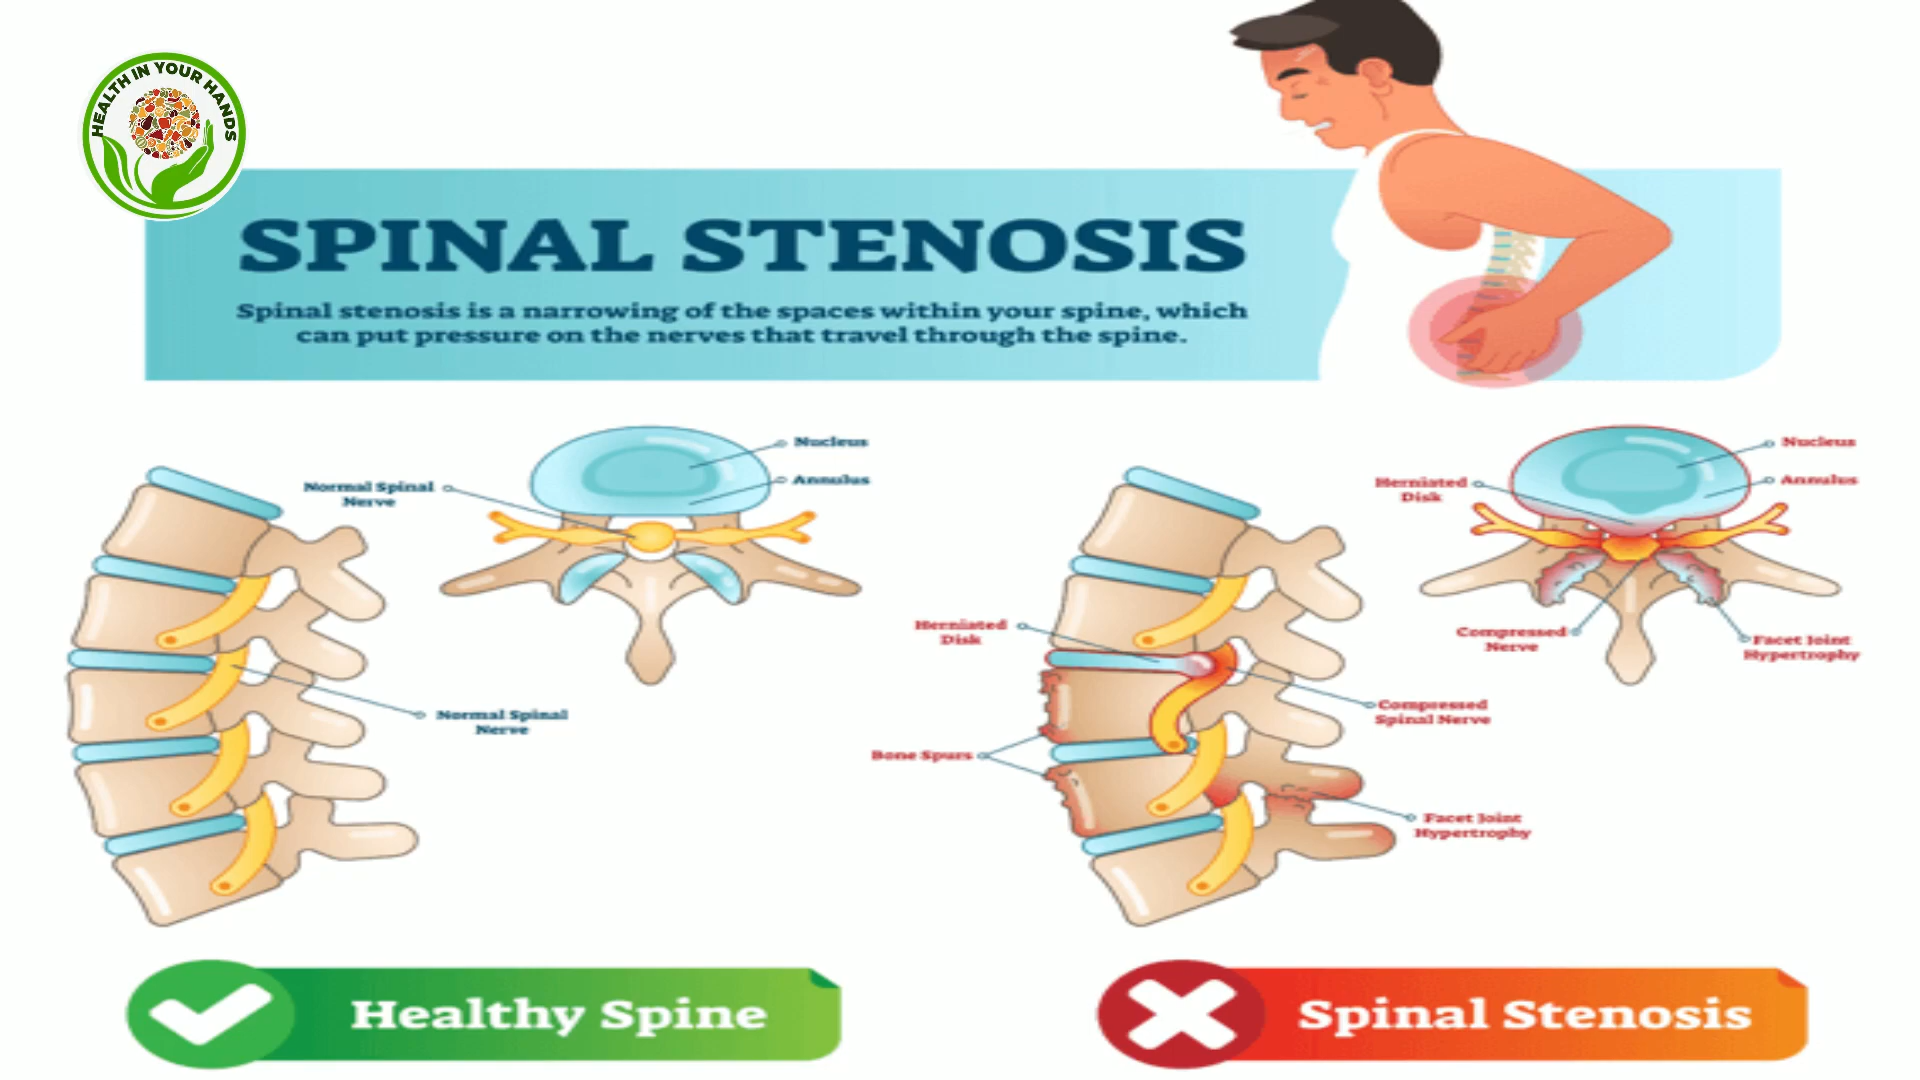 HEALTH IN YOUR HANDS
SPINAL STENOSIS
Spinal stenosis is a narrowing of the spaces within your spine, which
can put pressure on the nerves that travel through the spine.
Normal Spinal
Nerve
Nucleus
Annulus
Normal Spinal
Nerve
Herniated
Disk
Nucleus
Annulus
Compressed
Nerve
Facet Joint
Hypertrophy
Herniated
Disk
Compressed
Spinal Nerve
Bone Spurs
Facet Joint
Hypertrophy
Healthy Spine
Spinal Stenosis